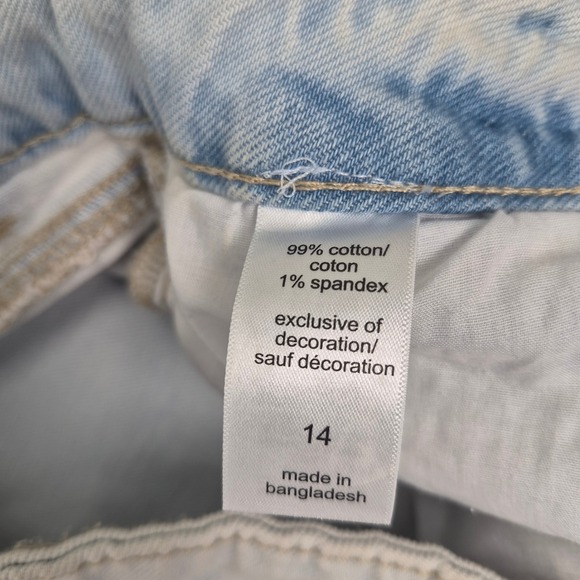 99% cotton/
coton
1% spandex
exclusive of
decoration/
sauf décoration
14
made in
bangladesh